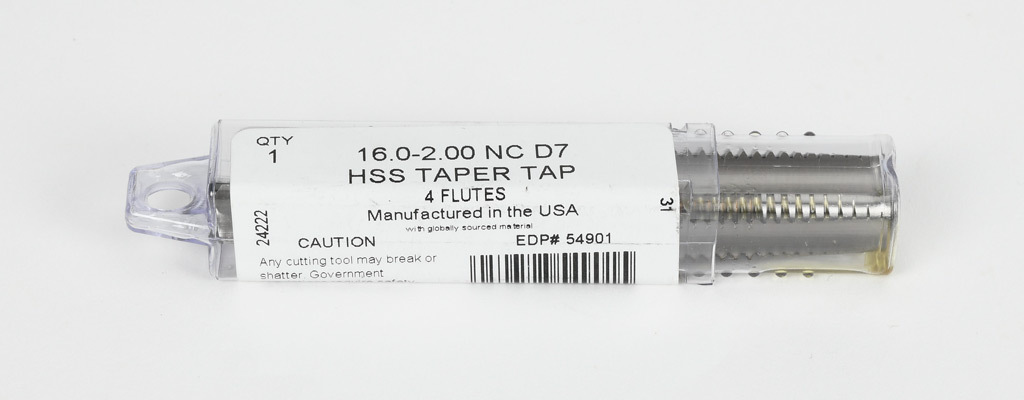 QTY
1
16.0-2.00 NC D7
HSS TAPER TAP
4 FLUTES
Manufactured in the USA
with globally sourced material
24222
31
CAUTION
EDP# 54901
Any cutting tool may break or
shatter. Government
safety